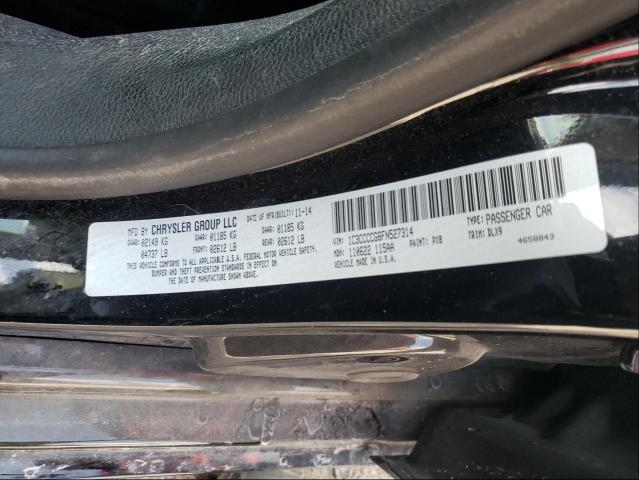 MFD BY CHRYSLER GROUP LLC
DATE OF MFR(BUILT): 11-14
GVWR: 02149 KG GAWR: 01185 KG GAWR: 01185 KG
04737 LB FRONT: 02612 LB REAR: 02612 LB
THIS VEHICLE CONFORMS TO ALL APPLICABLE U.S.A. FEDERAL MOTOR VEHICLE SAFETY,
BUMPER AND THEFT PREVENTION STANDARDS IN EFFECT ON
THE DATE OF MANUFACTURE SHOWN ABOVE.
VIN: 1C3CCCCG6FN527314 TYPE: PASSENGER CAR
MDH: 110622 115AA PAINT: PX8 TRIM: DLX9
VEHICLE MADE IN U.S.A. 4658843